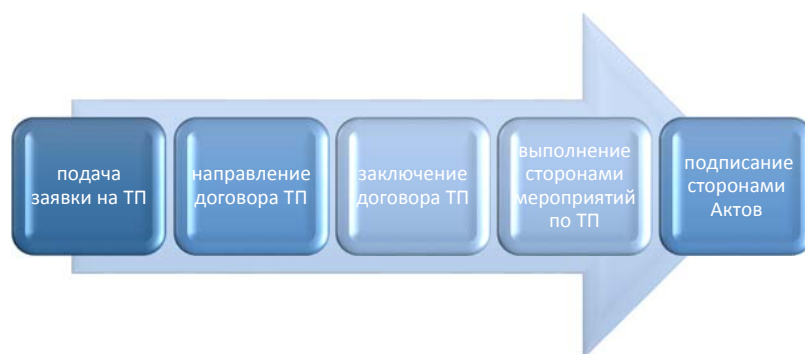 подача
заявки на ТП
направление
договора ТП
заключение
договора ТП
выполнение
сторонами
мероприятий
по ТП
подписание
сторонами
Актов